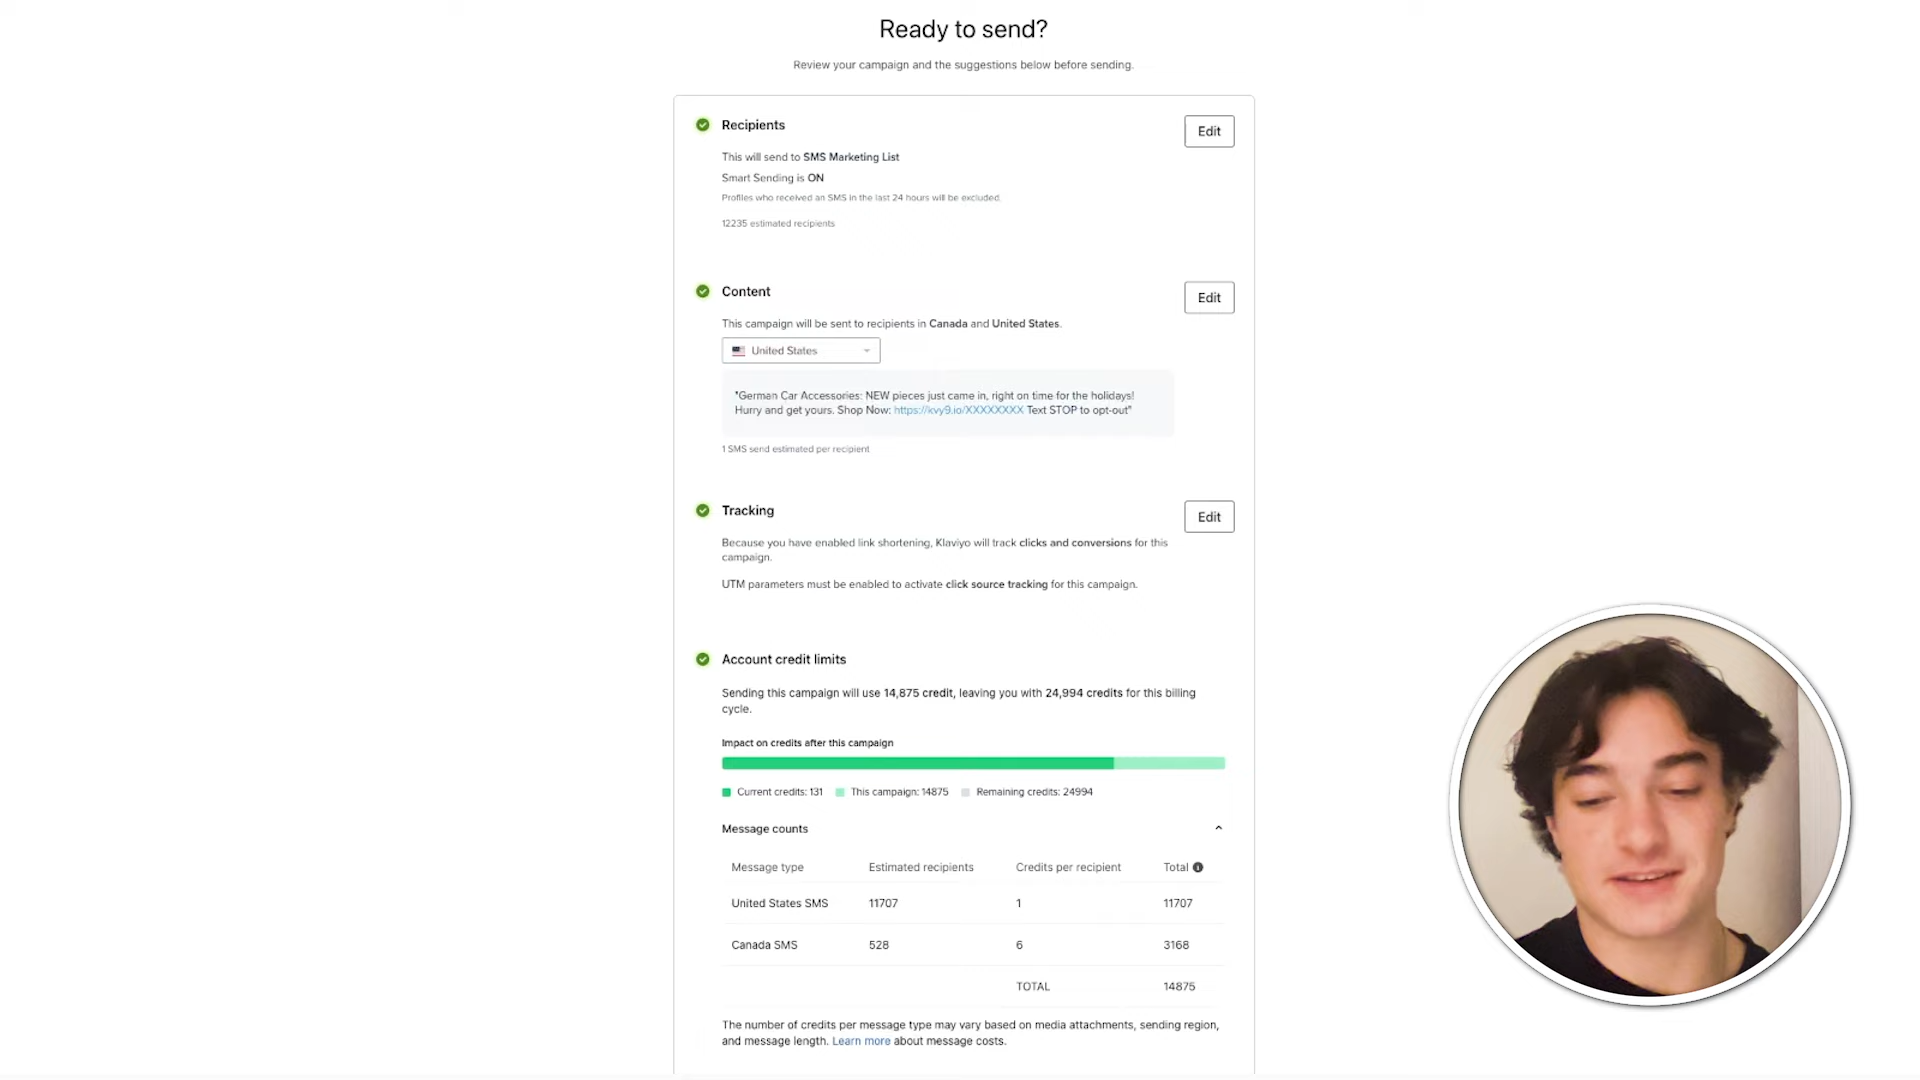 Ready to send?
Review your campaign and the suggestions below before sending.
Recipients
Edit
This will send to SMS Marketing List
Smart Sending is ON
Profiles who received an SMS in the last 24 hours will be excluded.
12235 estimated recipients
Content
Edit
This campaign will be sent to recipients in Canada and United States.
United States
"German Car Accessories: NEW pieces just came in, right on time for the holidays!
Hurry and get yours. Shop Now: https://kvy9.io/XXXXXXXX Text STOP to opt-out"
1 SMS send estimated per recipient
Tracking
Edit
Because you have enabled link shortening, Klaviyo will track clicks and conversions for this
campaign.
UTM parameters must be enabled to activate click source tracking for this campaign.
Account credit limits
Sending this campaign will use 14,875 credit, leaving you with 24,994 credits for this billing
cycle.
Impact on credits after this campaign
Current credits: 131 This campaign: 14875 Remaining credits: 24994
Message counts
Message type Estimated recipients Credits per recipient Total
United States SMS 11707 1 11707
Canada SMS 528 6 3168
TOTAL 14875
The number of credits per message type may vary based on media attachments, sending region,
and message length. Learn more about message costs.